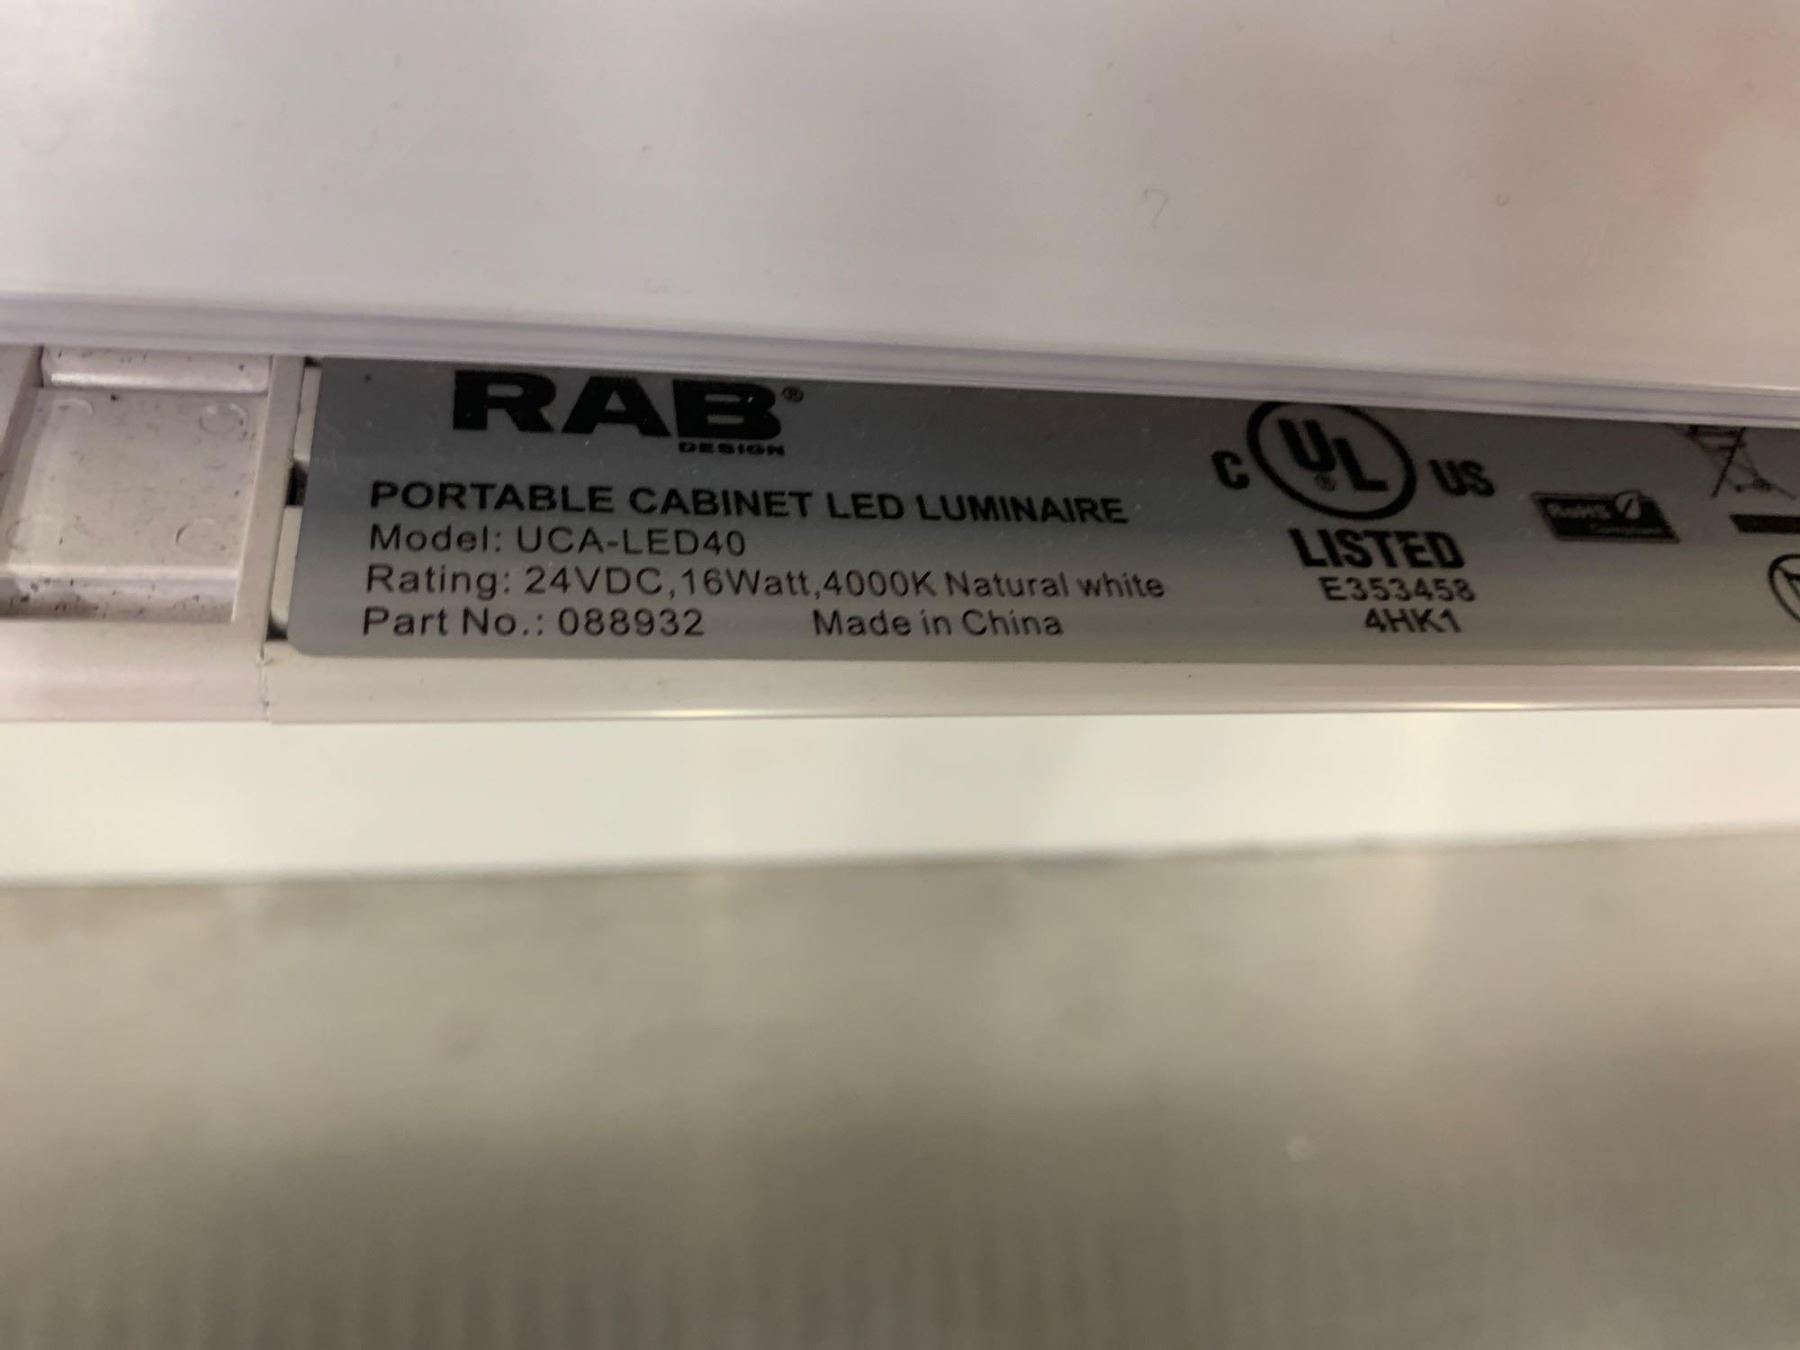 RAB®
DESIGN
PORTABLE CABINET LED LUMINAIRE
Model: UCA-LED40
Rating: 24VDC,16Watt,4000K Natural white
Part No.: 088932 Made in China
C UL® US
LISTED
E353458
4HK1
RoHS